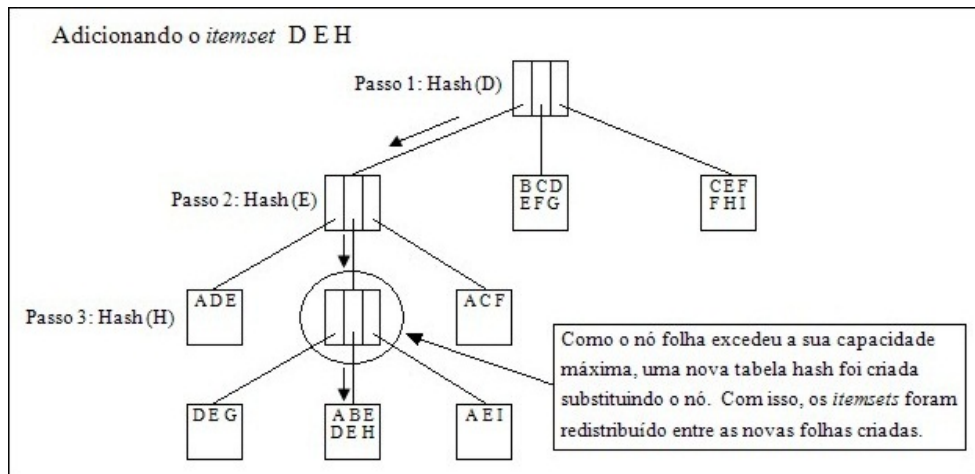 Adicionando o itemset D E H
Passo 1: Hash (D)
Passo 2: Hash (E)
B C D
E F G
C E F
F H I
Passo 3: Hash (H)
A D E
A C F
Como o nó folha excedeu a sua capacidade
máxima, uma nova tabela hash foi criada
substituindo o nó. Com isso, os itemsets foram
redistribuído entre as novas folhas criadas.
D E G
A B E
D E H
A E I